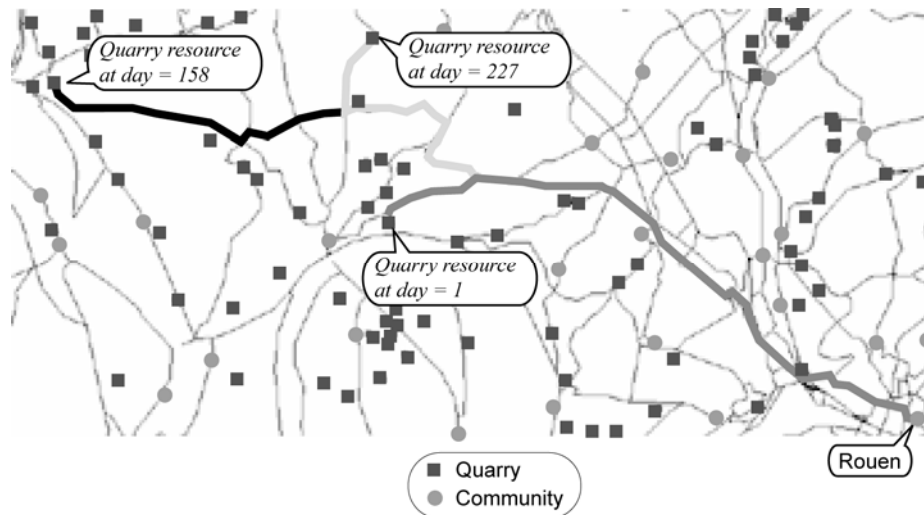 Quarry resource
at day = 158
Quarry resource
at day = 227
Quarry resource
at day = 1
Rouen
Quarry
Community